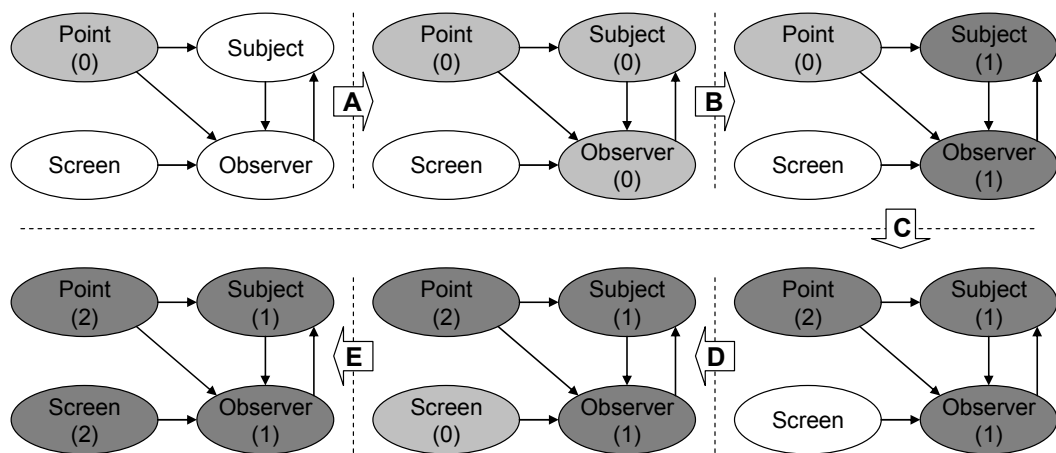 Point
(0)
Subject
Screen
Observer
A
Point
(0)
Subject
(0)
Screen
Observer
(0)
B
Point
(0)
Subject
(1)
Screen
Observer
(1)
C
Point
(2)
Subject
(1)
Screen
(2)
Observer
(1)
E
Point
(2)
Subject
(1)
Screen
(0)
Observer
(1)
D
Point
(2)
Subject
(1)
Screen
Observer
(1)